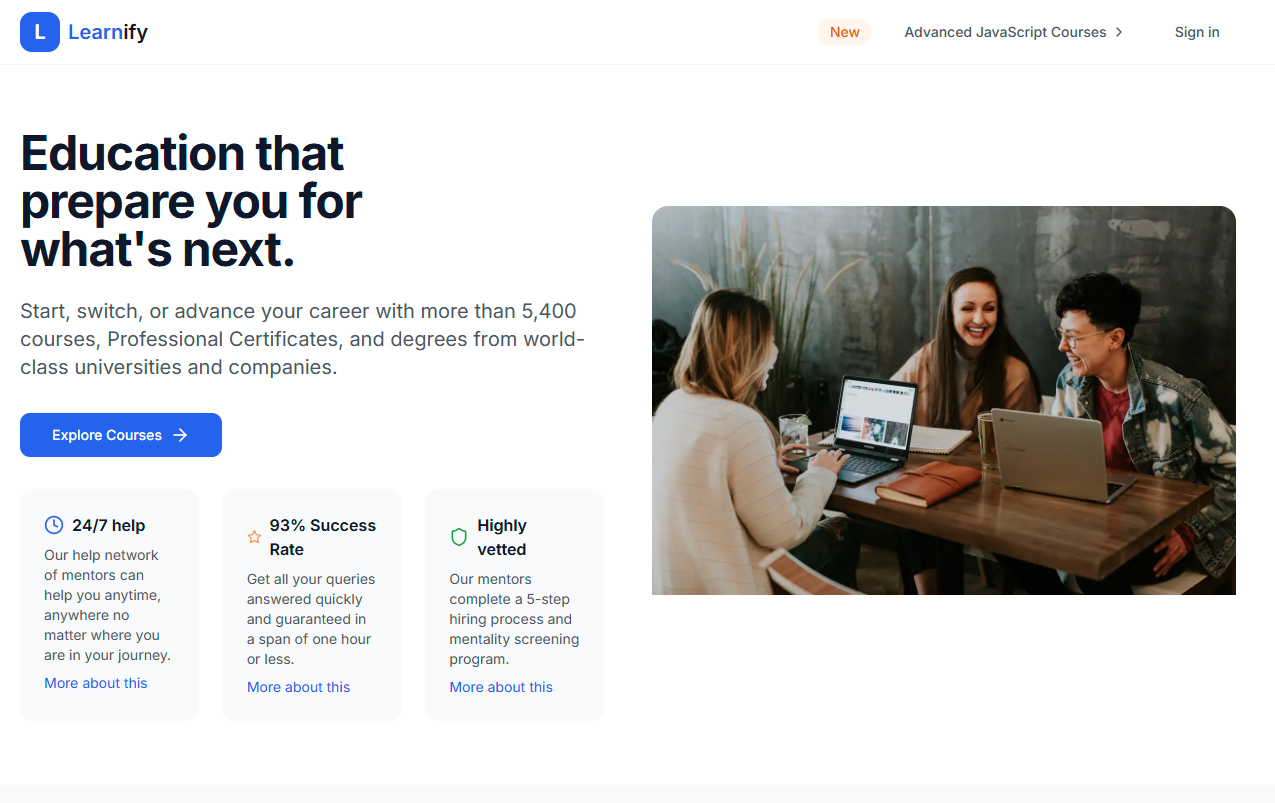 L
Learnify
New
Advanced JavaScript Courses
Sign in
Education that
prepare you for
what's next.
Start, switch, or advance your career with more than 5,400
courses, Professional Certificates, and degrees from world-
class universities and companies.
Explore Courses
24/7 help
Our help network
of mentors can
help you anytime,
anywhere no
matter where you
are in your journey.
More about this
93% Success
Rate
Get all your queries
answered quickly
and guaranteed in
a span of one hour
or less.
More about this
Highly
vetted
Our mentors
complete a 5-step
hiring process and
mentality screening
program.
More about this